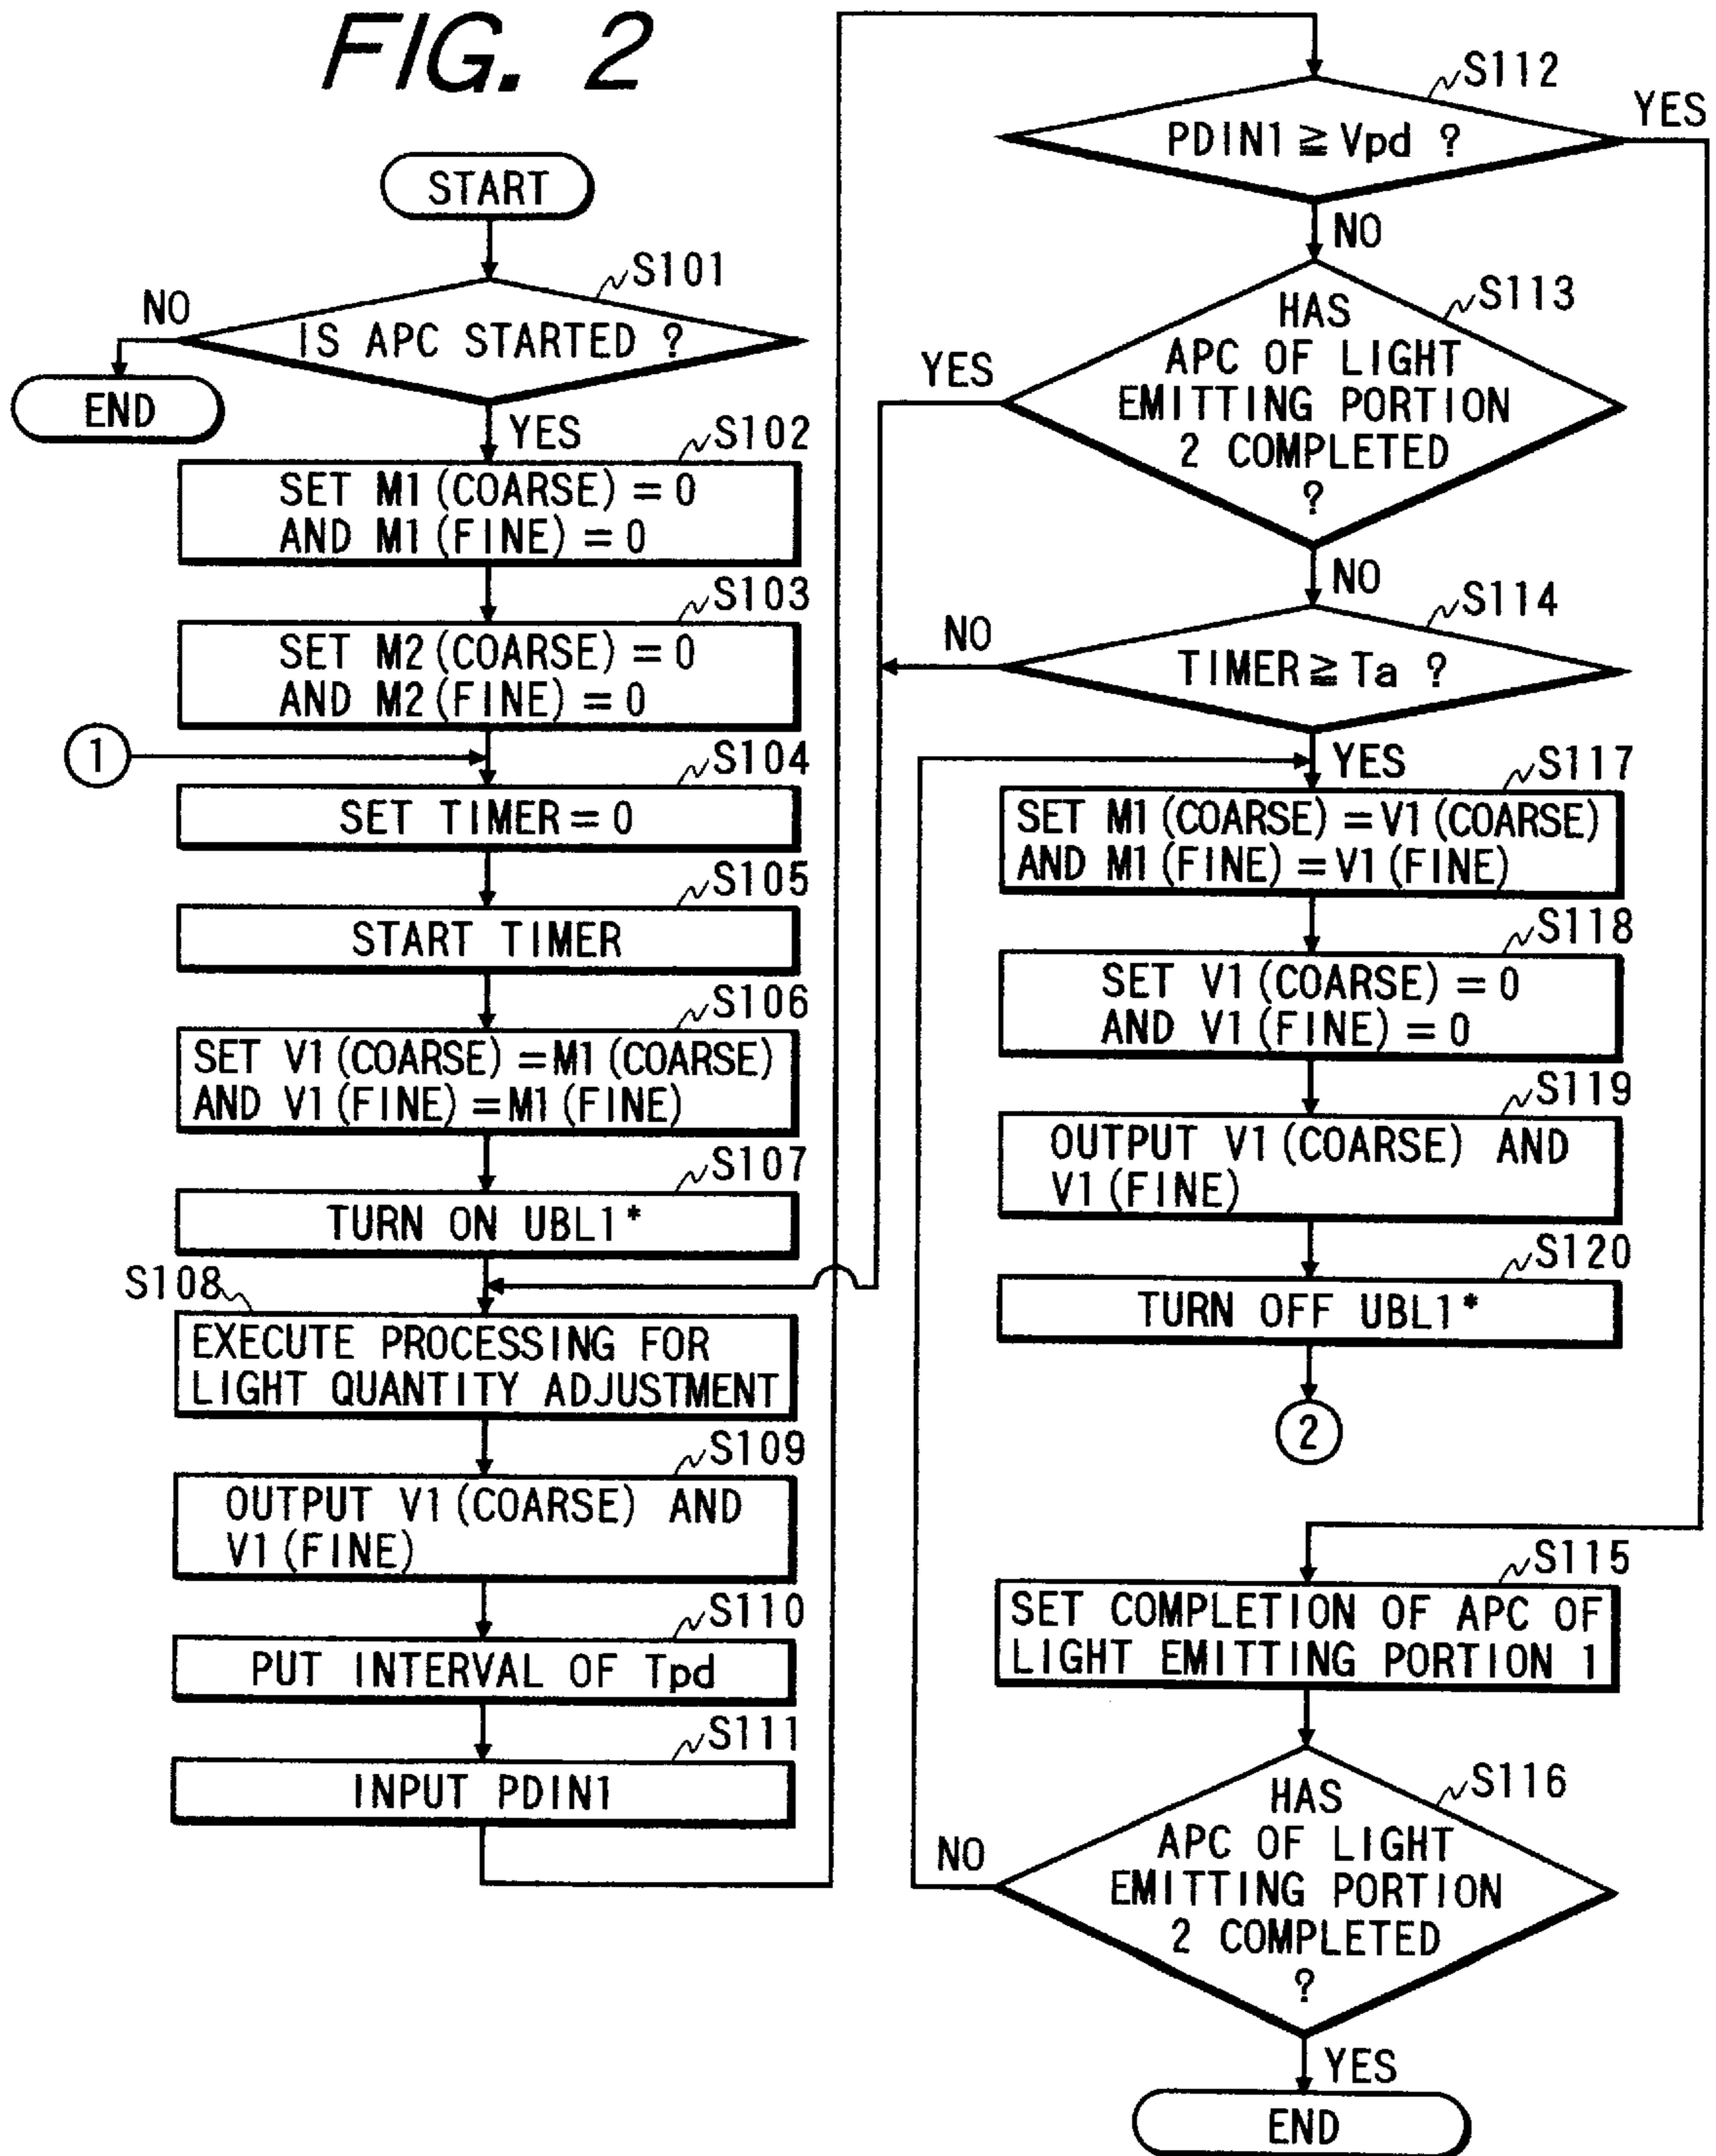 FIG. 2
START
S101
NO
IS APC STARTED ?
END
YES
S102
SET M1(COARSE) = 0
AND M1(FINE) = 0
S103
SET M2(COARSE) = 0
AND M2(FINE) = 0
1
S104
SET TIMER = 0
S105
START TIMER
S106
SET V1(COARSE) = M1(COARSE)
AND V1(FINE) = M1(FINE)
S107
TURN ON UBL1*
S108
EXECUTE PROCESSING FOR
LIGHT QUANTITY ADJUSTMENT
S109
OUTPUT V1(COARSE) AND
V1(FINE)
S110
PUT INTERVAL OF Tpd
S111
INPUT PDIN1
S112
YES
PDIN1 ≧ Vpd ?
NO
S113
HAS
APC OF LIGHT
EMITTING PORTION
2 COMPLETED
?
YES
NO
S114
NO
TIMER ≧ Ta ?
YES
S117
SET M1(COARSE) = V1(COARSE)
AND M1(FINE) = V1(FINE)
S118
SET V1(COARSE) = 0
AND V1(FINE) = 0
S119
OUTPUT V1(COARSE) AND
V1(FINE)
S120
TURN OFF UBL1*
2
S115
SET COMPLETION OF APC OF
LIGHT EMITTING PORTION 1
S116
HAS
APC OF LIGHT
EMITTING PORTION
2 COMPLETED
?
NO
YES
END